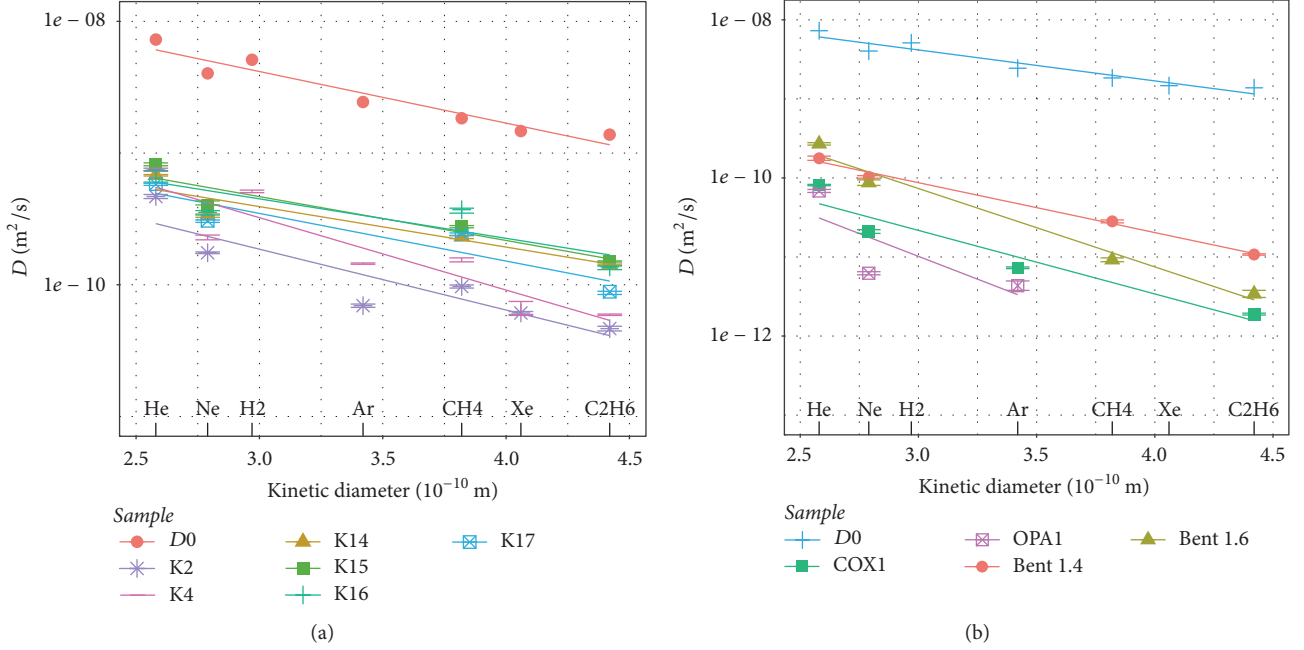 1e − 08
1e − 10
D (m²/s)
He Ne H2 Ar CH4 Xe C2H6
2.5 3.0 3.5 4.0 4.5
Kinetic diameter (10⁻¹⁰ m)
Sample
D0 K14 K17
K2 K15
K4 K16
(a)
1e − 08
1e − 10
1e − 12
D (m²/s)
He Ne H2 Ar CH4 Xe C2H6
2.5 3.0 3.5 4.0 4.5
Kinetic diameter (10⁻¹⁰ m)
Sample
D0 OPA1 Bent 1.6
COX1 Bent 1.4
(b)